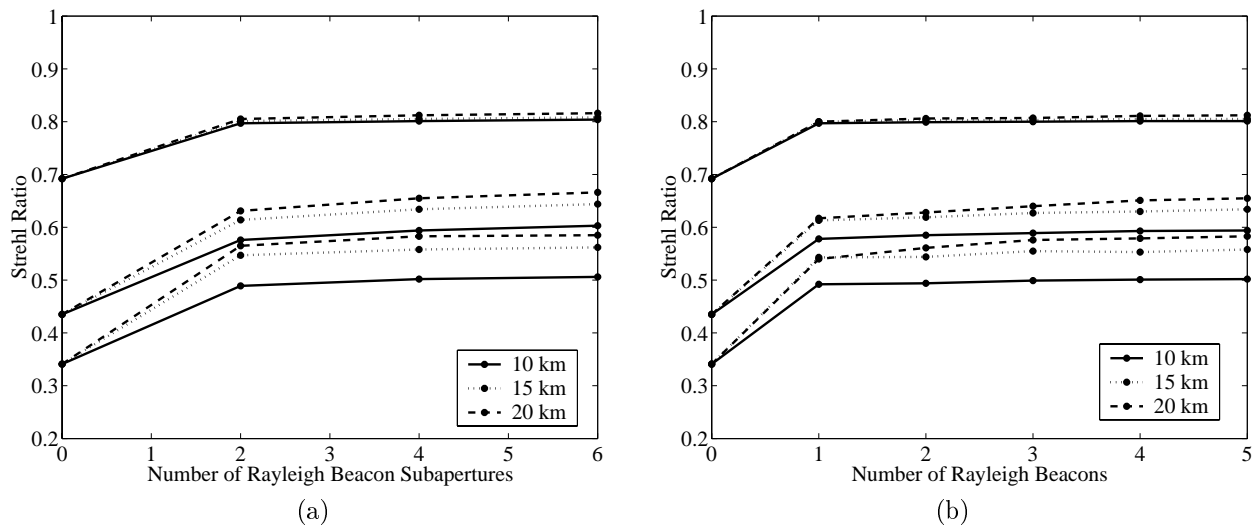 1
0.9
0.8
0.7
0.6
0.5
0.4
0.3
0.2
Strehl Ratio
0 1 2 3 4 5 6
Number of Rayleigh Beacon Subapertures
10 km
15 km
20 km
(a)
1
0.9
0.8
0.7
0.6
0.5
0.4
0.3
0.2
Strehl Ratio
0 1 2 3 4 5
Number of Rayleigh Beacons
10 km
15 km
20 km
(b)